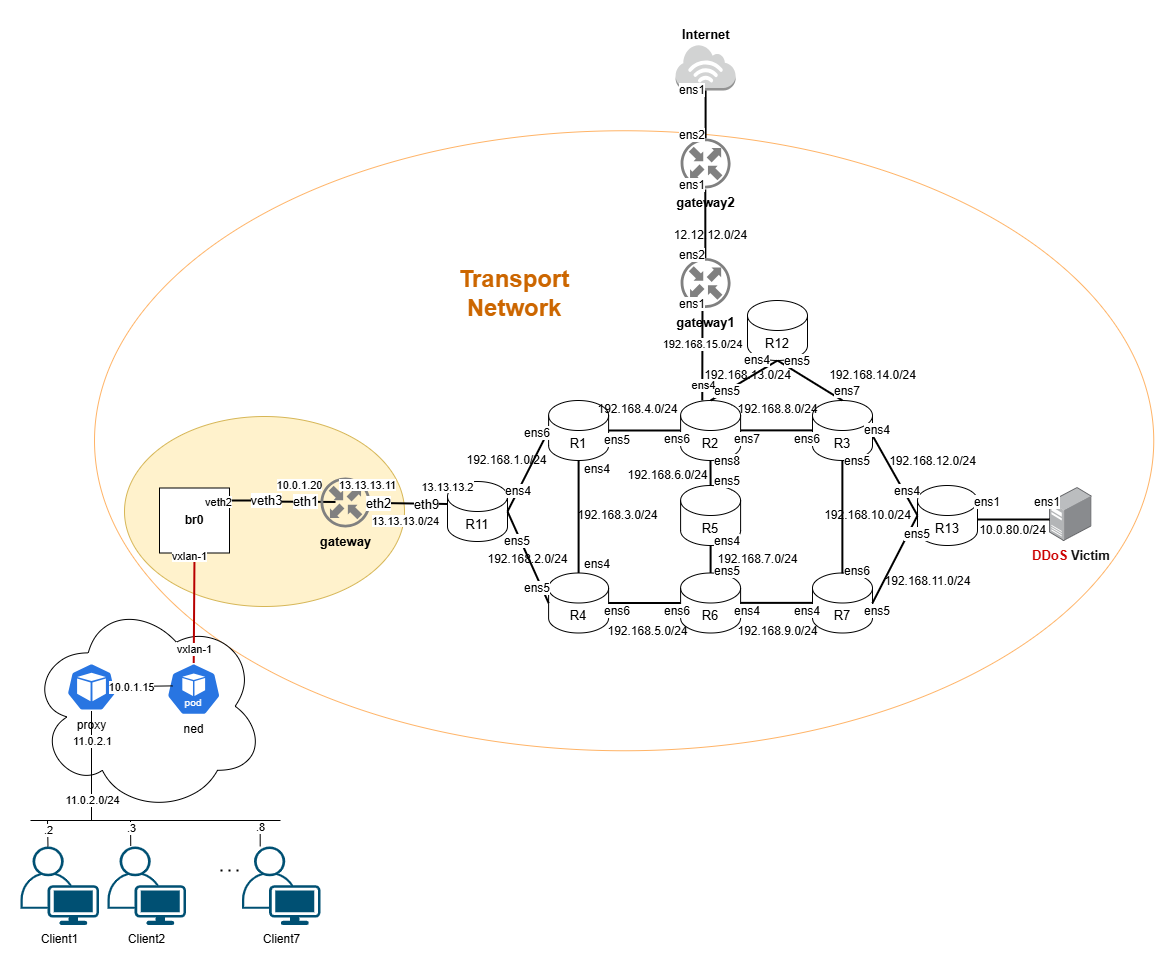 Internet
ens1
ens2
ens1
gateway2
12.12.12.0/24
ens2
Transport
Network
ens1
gateway1
192.168.15.0/24
R12
ens4
ens5
192.168.13.0/24
192.168.14.0/24
ens4
ens5
ens7
192.168.4.0/24
192.168.8.0/24
ens6
R1
ens5
ens6
R2
ens7
ens6
R3
ens4
192.168.1.0/24
ens4
ens8
ens5
192.168.12.0/24
192.168.6.0/24
ens5
10.0.1.20
13.13.13.11
13.13.13.2
ens4
ens4
veth2
veth3
eth1
eth2
eth9
ens1
ens1
br0
13.13.13.0/24
R11
192.168.3.0/24
R5
192.168.10.0/24
R13
10.0.80.0/24
gateway
ens5
ens4
ens5
vxlan-1
192.168.2.0/24
192.168.7.0/24
DDoS Victim
ens4
ens5
ens6
192.168.11.0/24
ens5
R4
ens6
ens6
R6
ens4
ens4
R7
ens5
192.168.5.0/24
192.168.9.0/24
vxlan-1
10.0.1.15
pod
proxy
ned
11.0.2.1
11.0.2.0/24
.2
.3
.8
...
Client1
Client2
Client7